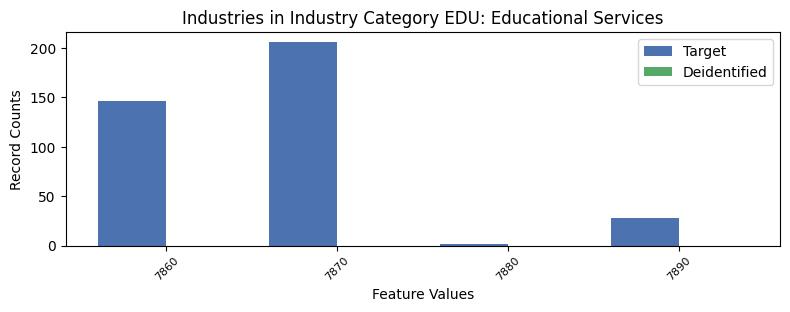 Industries in Industry Category EDU: Educational Services
Target
Deidentified
Record Counts
200
150
100
50
0
7860
7870
7880
7890
Feature Values